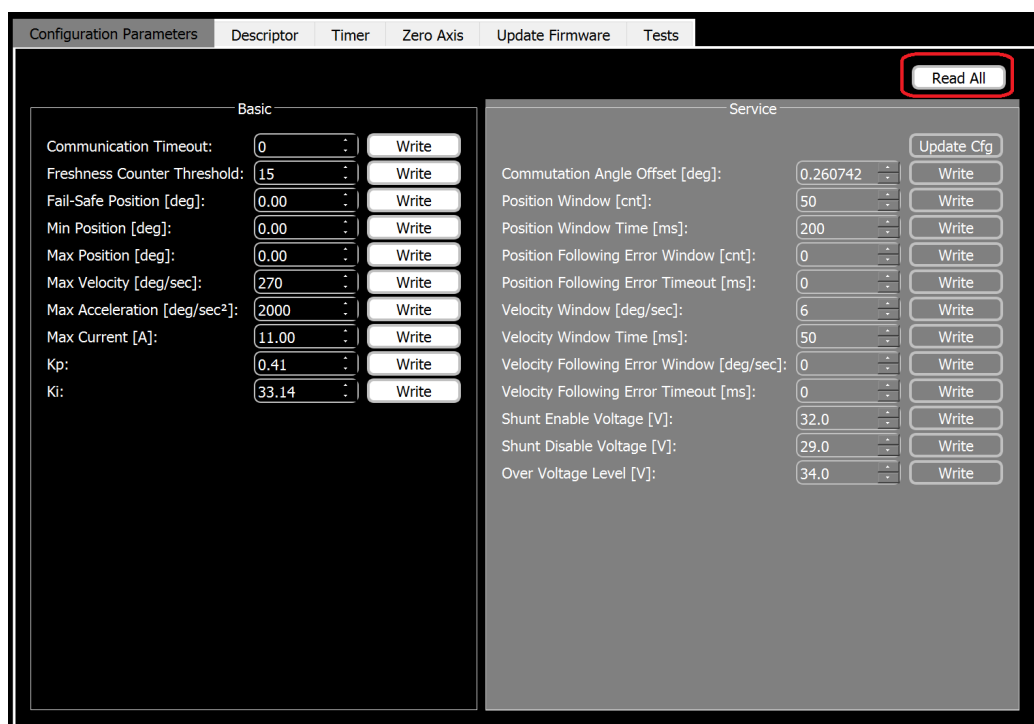 Configuration Parameters Descriptor Timer Zero Axis Update Firmware Tests
Read All
Basic
Communication Timeout: 0 Write
Freshness Counter Threshold: 15 Write
Fail-Safe Position [deg]: 0.00 Write
Min Position [deg]: 0.00 Write
Max Position [deg]: 0.00 Write
Max Velocity [deg/sec]: 270 Write
Max Acceleration [deg/sec²]: 2000 Write
Max Current [A]: 11.00 Write
Kp: 0.41 Write
Ki: 33.14 Write
Service
Update Cfg
Commutation Angle Offset [deg]: 0.260742 Write
Position Window [cnt]: 50 Write
Position Window Time [ms]: 200 Write
Position Following Error Window [cnt]: 0 Write
Position Following Error Timeout [ms]: 0 Write
Velocity Window [deg/sec]: 6 Write
Velocity Window Time [ms]: 50 Write
Velocity Following Error Window [deg/sec]: 0 Write
Velocity Following Error Timeout [ms]: 0 Write
Shunt Enable Voltage [V]: 32.0 Write
Shunt Disable Voltage [V]: 29.0 Write
Over Voltage Level [V]: 34.0 Write